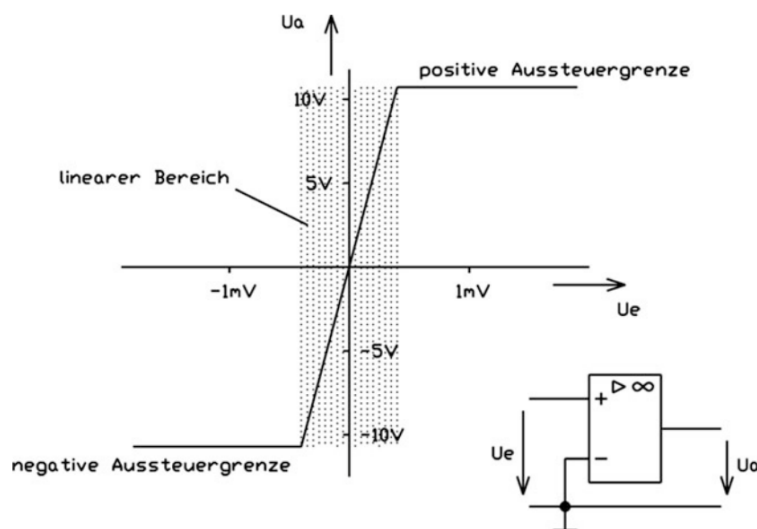 Ua
positive Aussteuergrenze
10V
linearer Bereich
5V
-1mV
1mV
Ue
-5V
-10V
negative Aussteuergrenze
▷ ∞
+
Ue
-
Ua